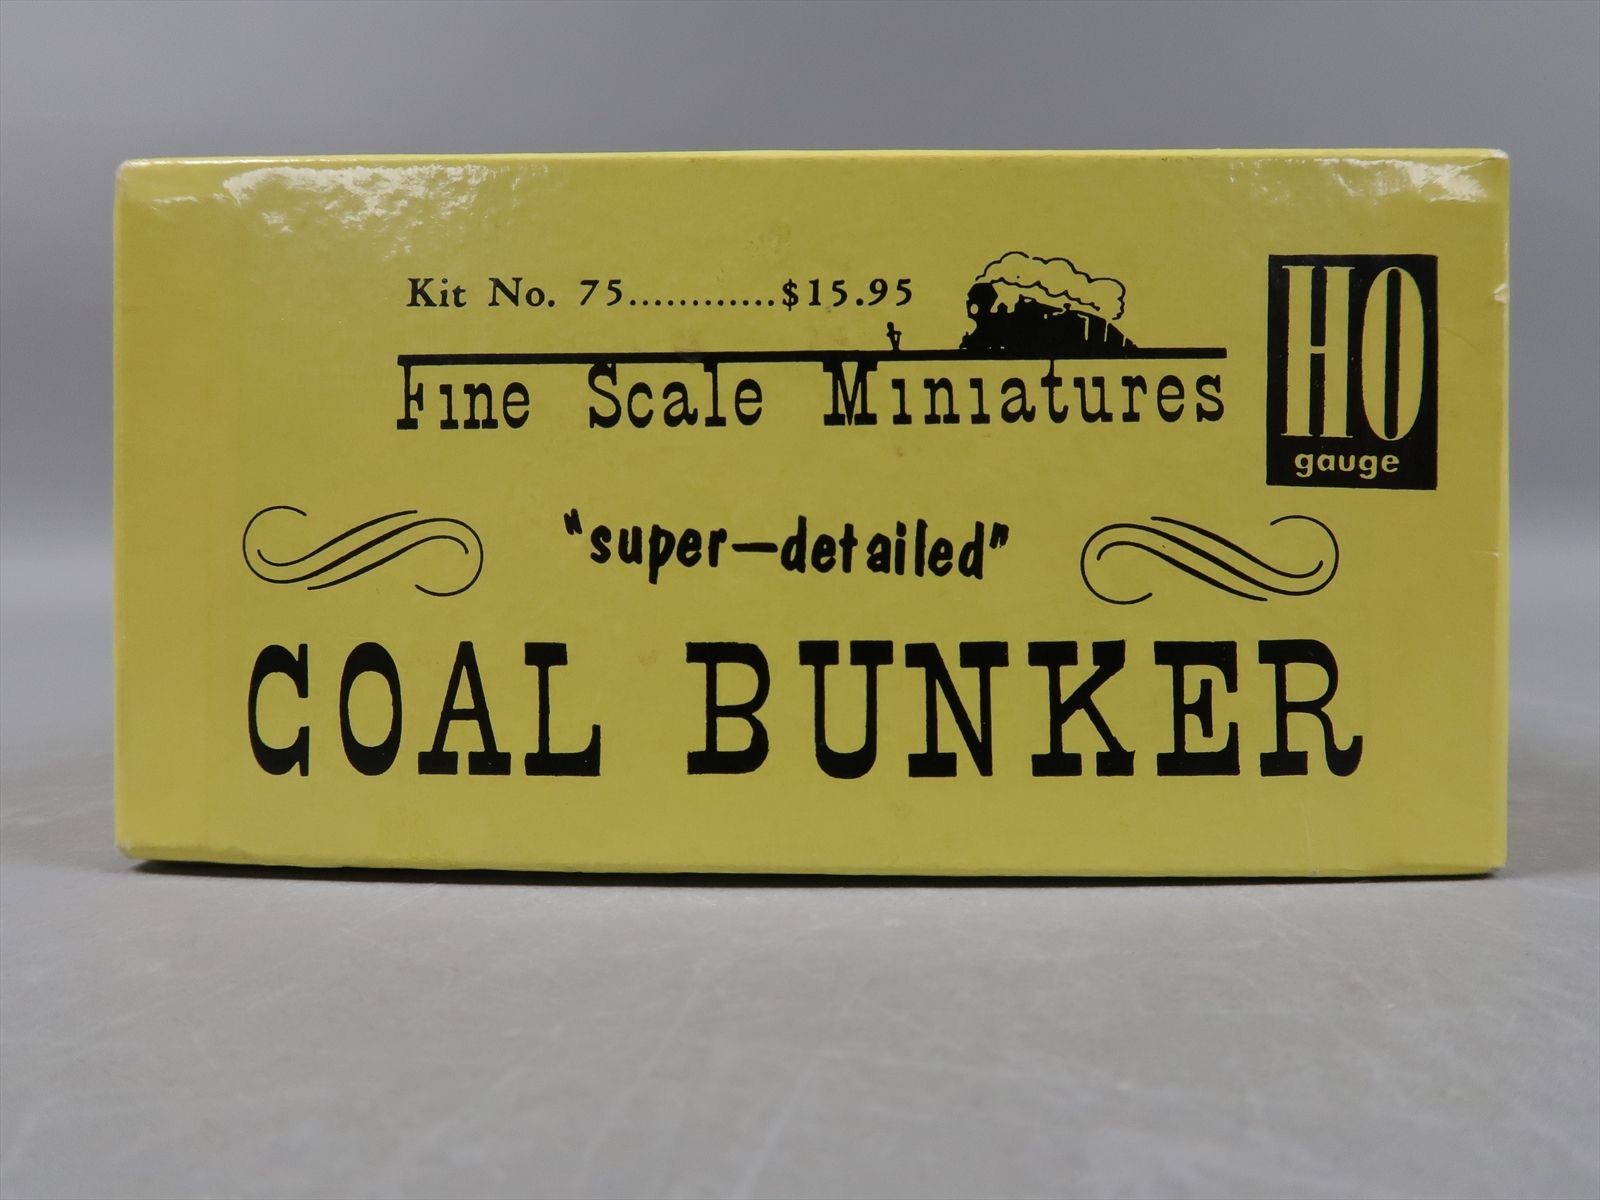 Kit No. 75............$15.95
Fine Scale Miniatures
HO
gauge
"super-detailed"
COAL BUNKER